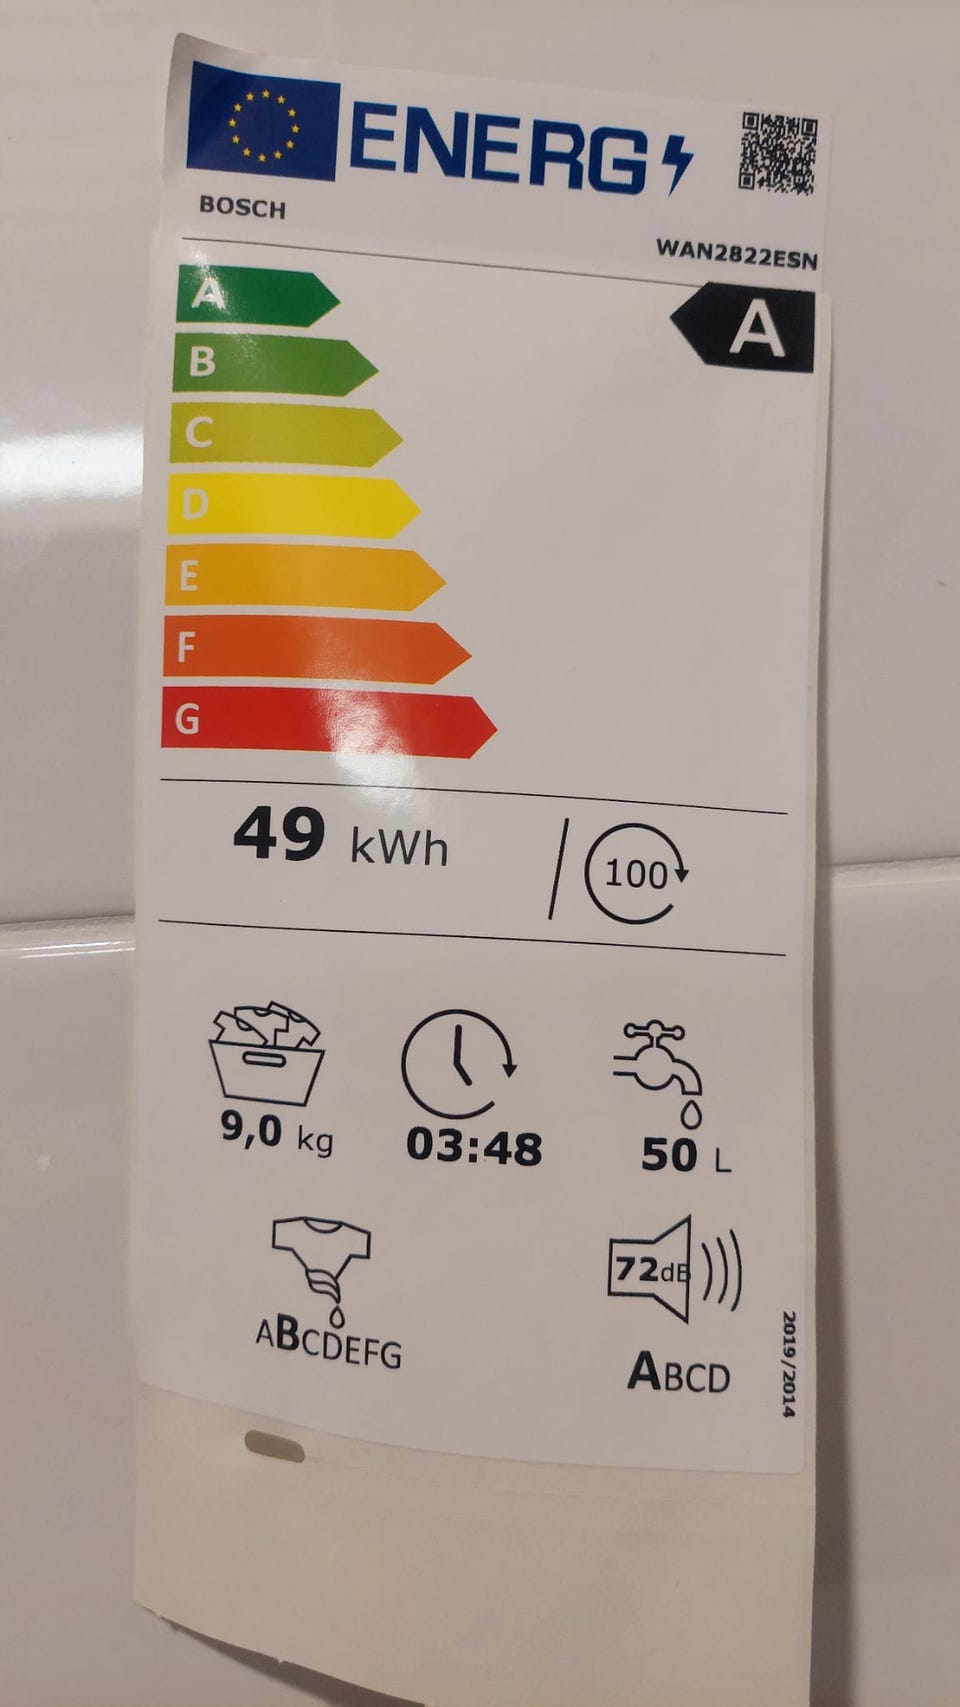 ENERG
BOSCH
WAN2822ESN
A
A
B
C
D
E
F
G
49 kWh
100
9,0 kg
03:48
50 L
72dB
ABCDEFG
ABCD
2019/2014